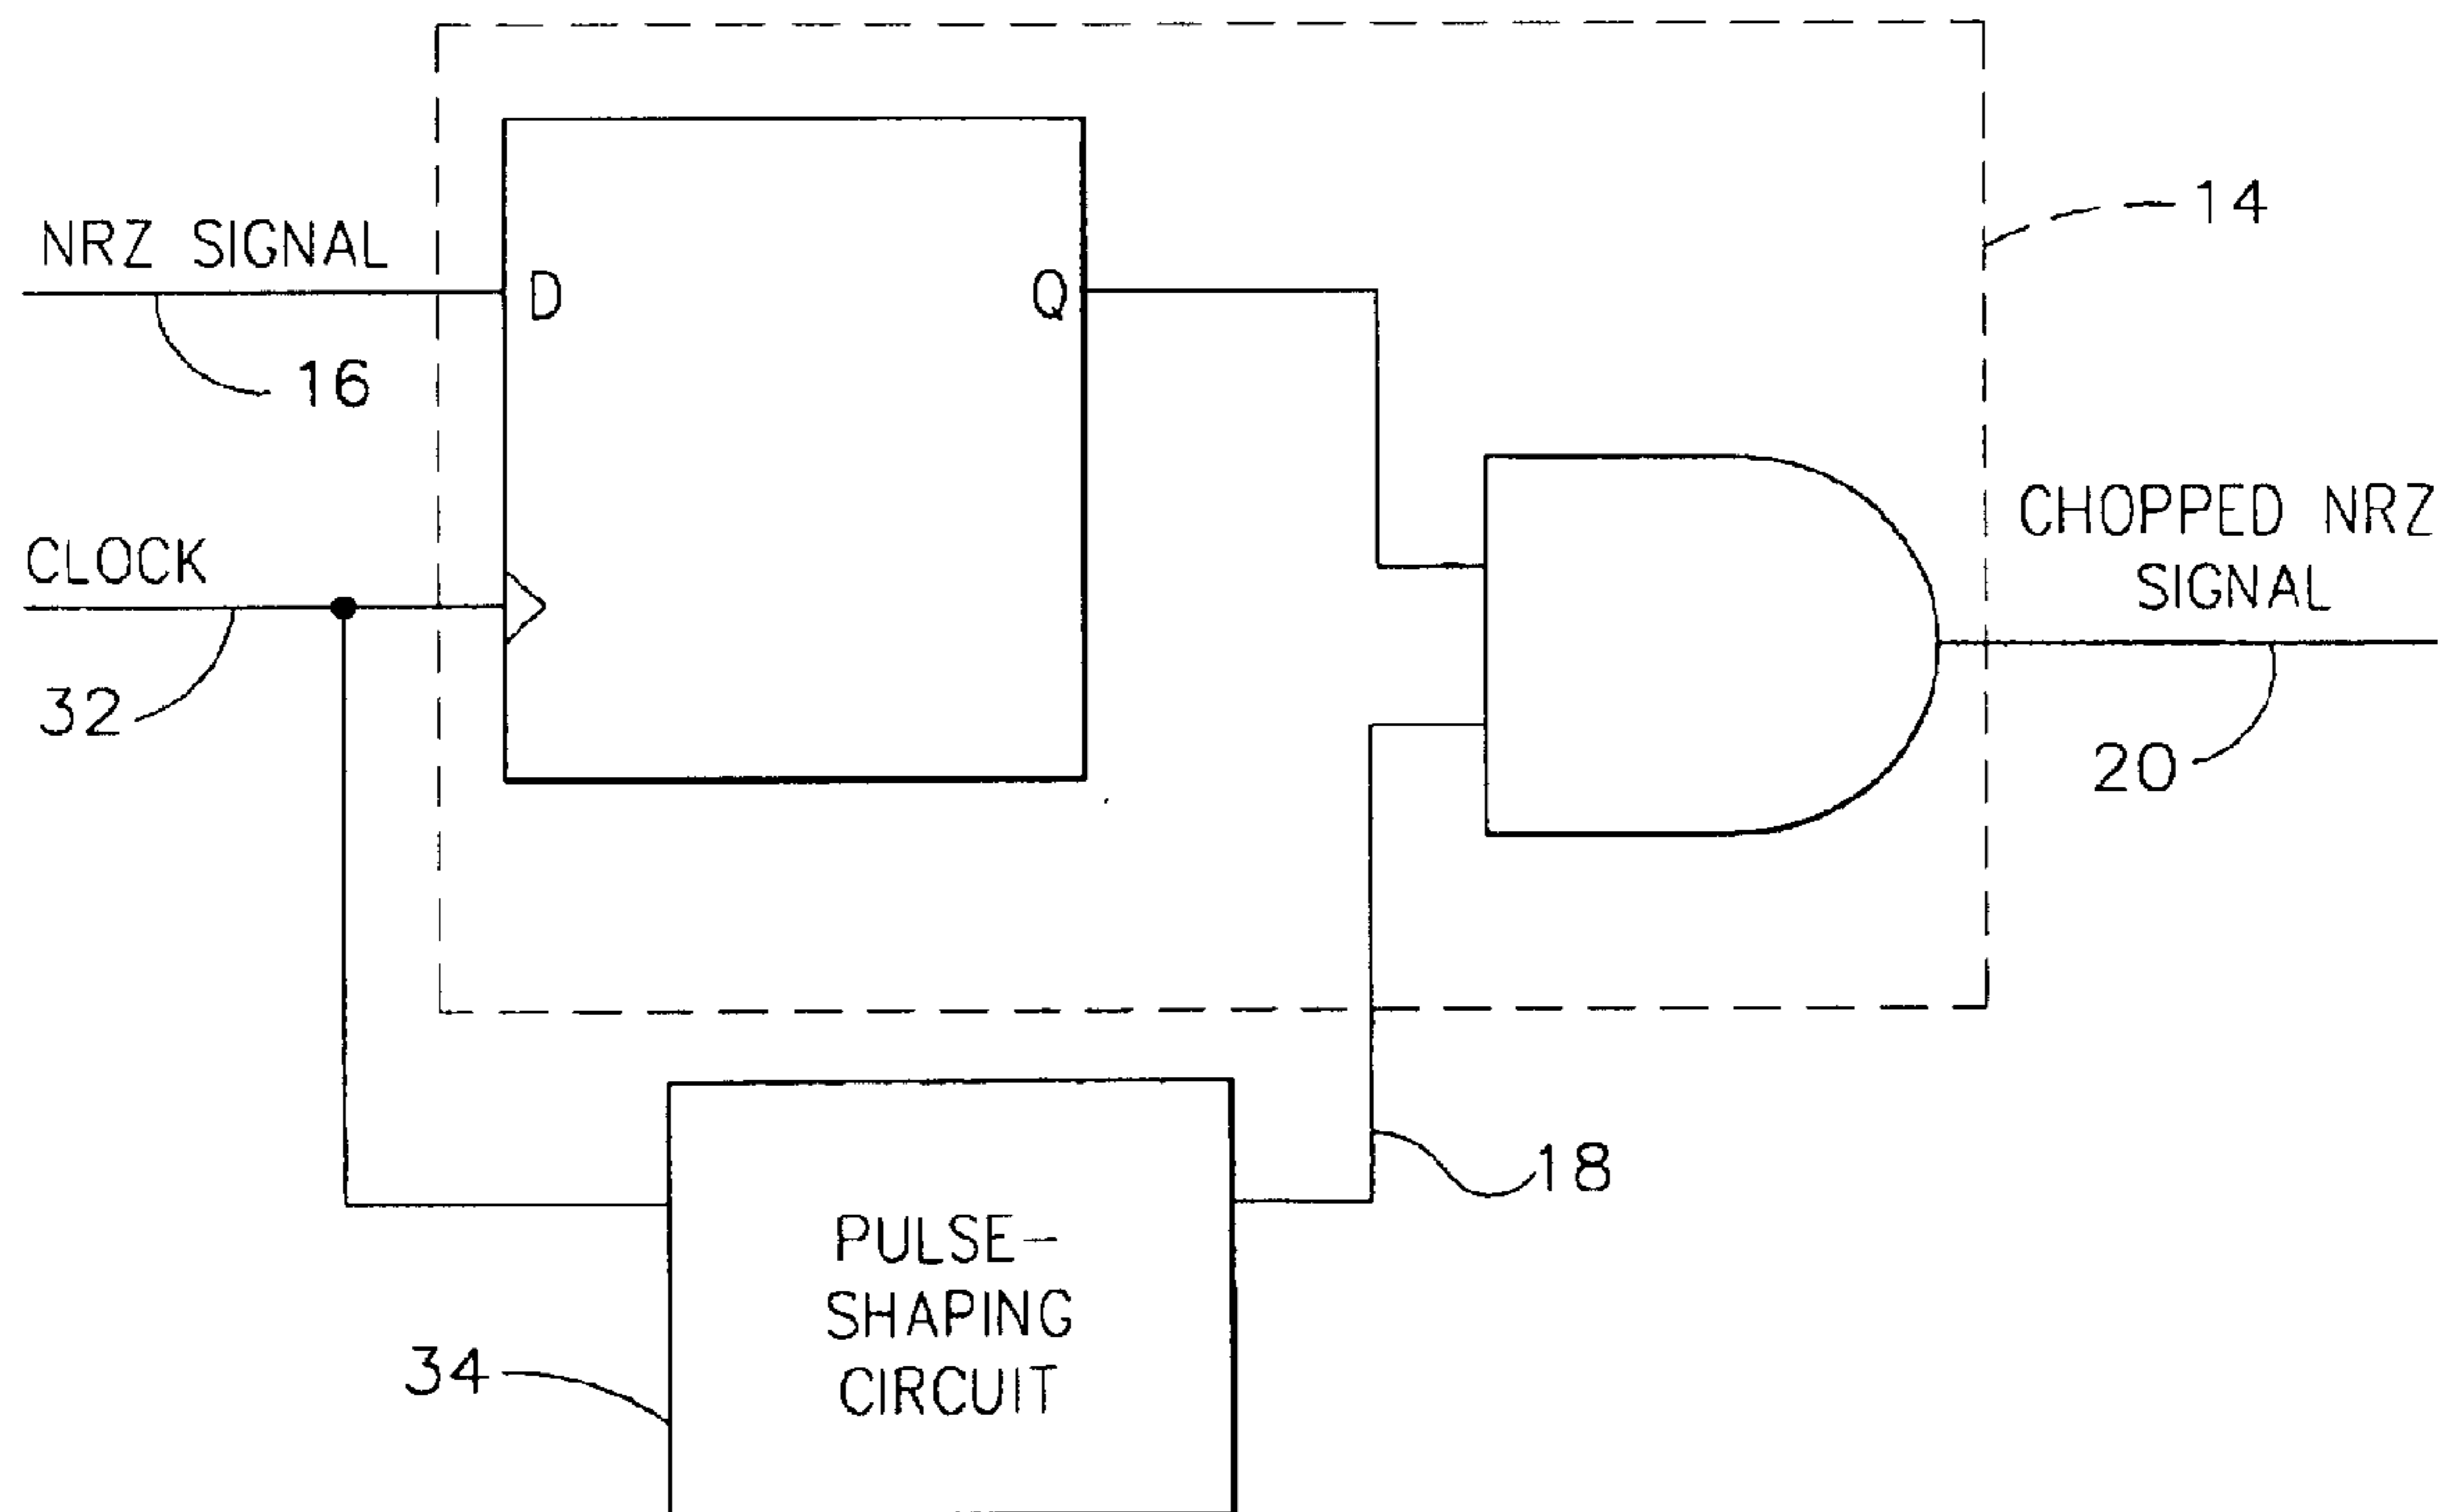 14
NRZ SIGNAL
D
Q
16
CLOCK
CHOPPED NRZ
SIGNAL
32
20
18
PULSE-
SHAPING
CIRCUIT
34